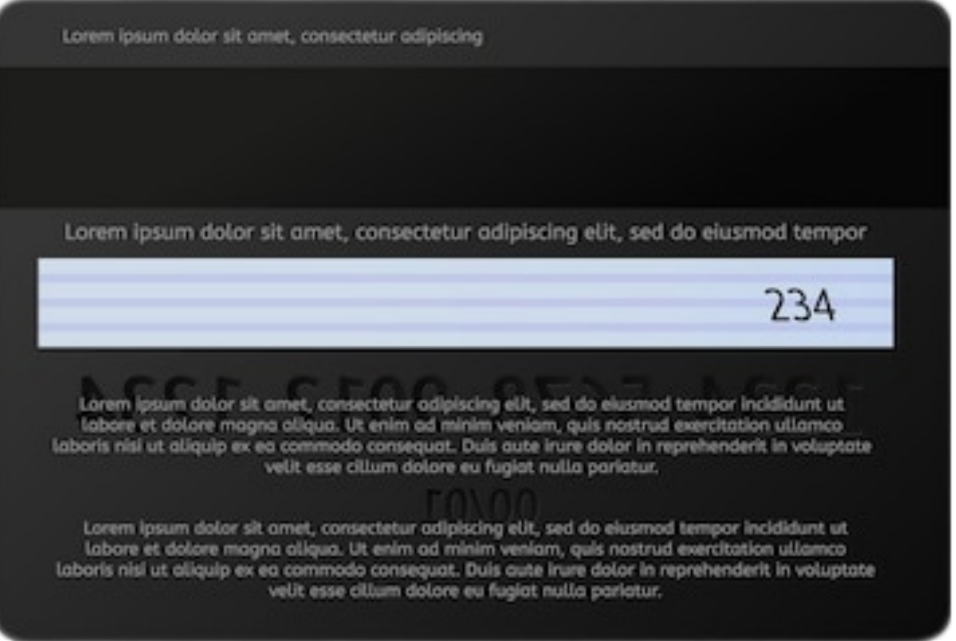 Lorem ipsum dolor sit amet, consectetur adipiscing
Lorem ipsum dolor sit amet, consectetur adipiscing elit, sed do eiusmod tempor
234
Lorem ipsum dolor sit amet, consectetur adipiscing elit, sed do eiusmod tempor incididunt ut
labore et dolore magna aliqua. Ut enim ad minim veniam, quis nostrud exercitation ullamco
laboris nisi ut aliquip ex ea commodo consequat. Duis aute irure dolor in reprehenderit in voluptate
velit esse cillum dolore eu fugiat nulla pariatur.
Lorem ipsum dolor sit amet, consectetur adipiscing elit, sed do eiusmod tempor incididunt ut
labore et dolore magna aliqua. Ut enim ad minim veniam, quis nostrud exercitation ullamco
laboris nisi ut aliquip ex ea commodo consequat. Duis aute irure dolor in reprehenderit in voluptate
velit esse cillum dolore eu fugiat nulla pariatur.